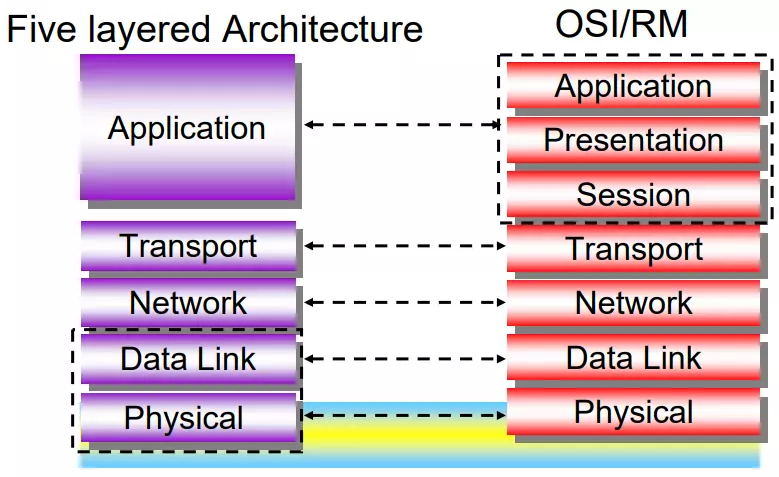 Five layered Architecture
OSI/RM
Application
Transport
Network
Data Link
Physical
Application
Presentation
Session
Transport
Network
Data Link
Physical